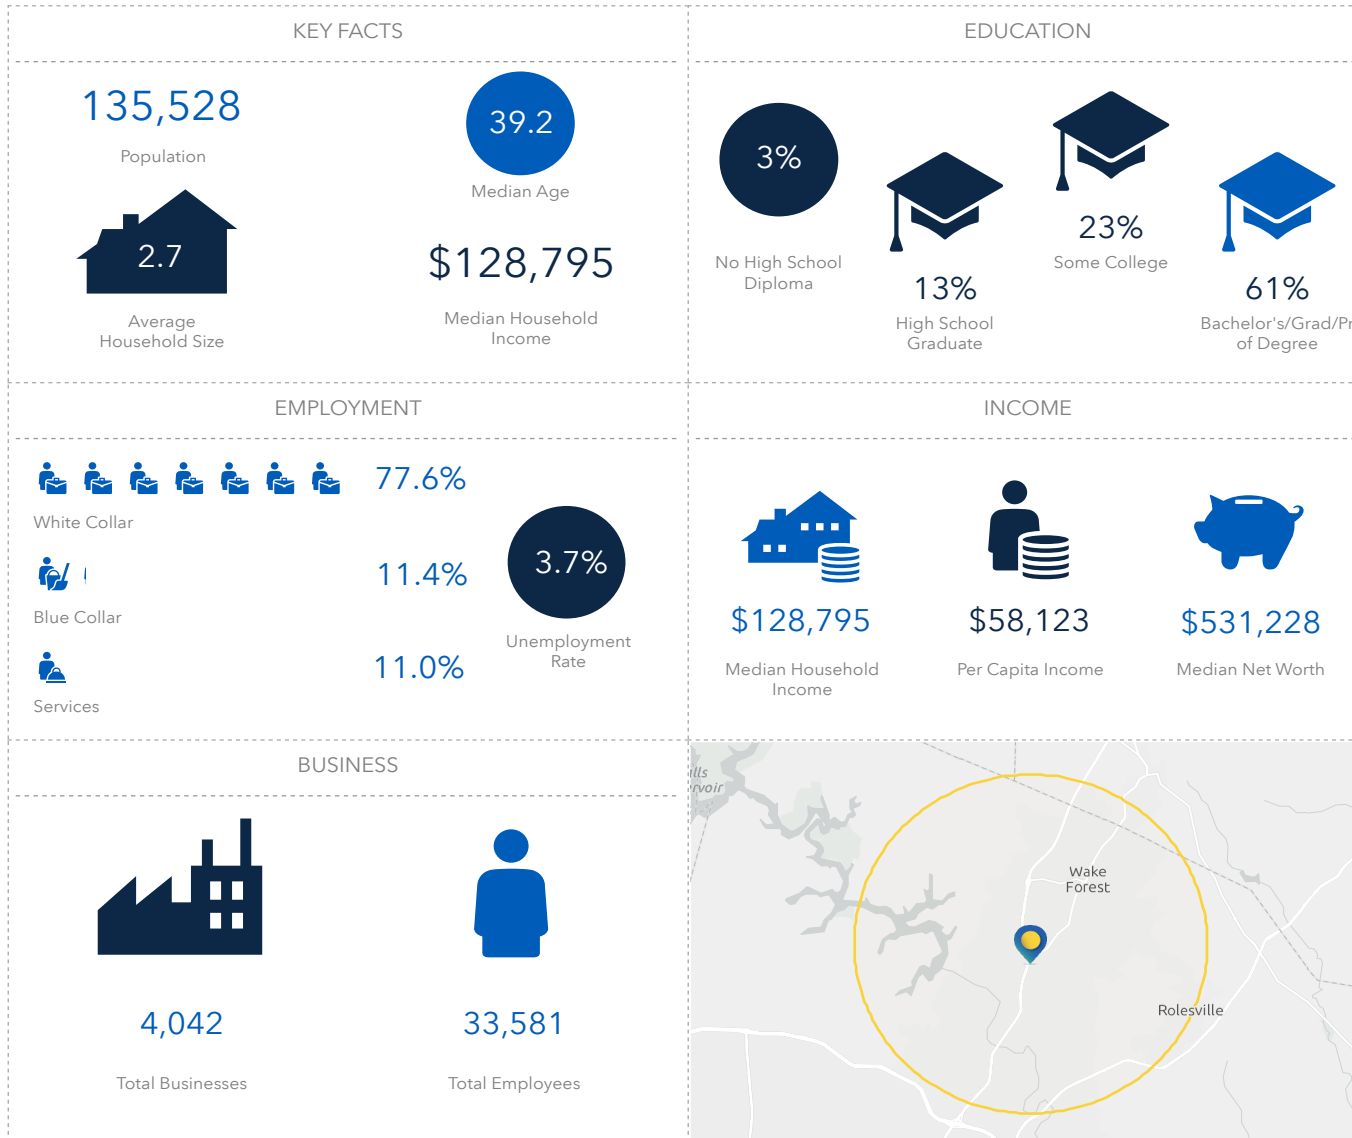 KEY FACTS
135,528
Population
39.2
Median Age
2.7
Average
Household Size
$128,795
Median Household
Income
EDUCATION
3%
No High School
Diploma
13%
High School
Graduate
23%
Some College
61%
Bachelor's/Grad/Pr
of Degree
EMPLOYMENT
77.6%
White Collar
11.4%
Blue Collar
11.0%
Services
3.7%
Unemployment
Rate
INCOME
$128,795
Median Household
Income
$58,123
Per Capita Income
$531,228
Median Net Worth
BUSINESS
4,042
Total Businesses
33,581
Total Employees
Wake
Forest
Rolesville